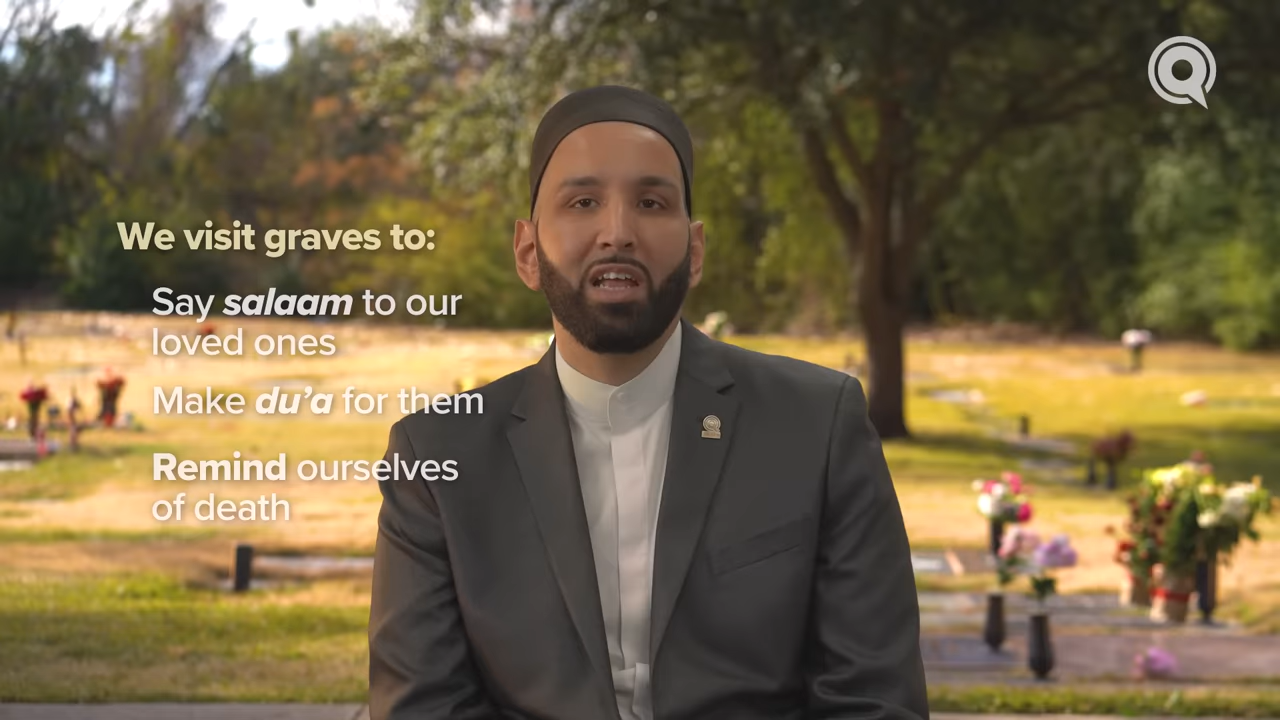 We visit graves to:
Say salaam to our
loved ones
Make du’a for them
Remind ourselves
of death